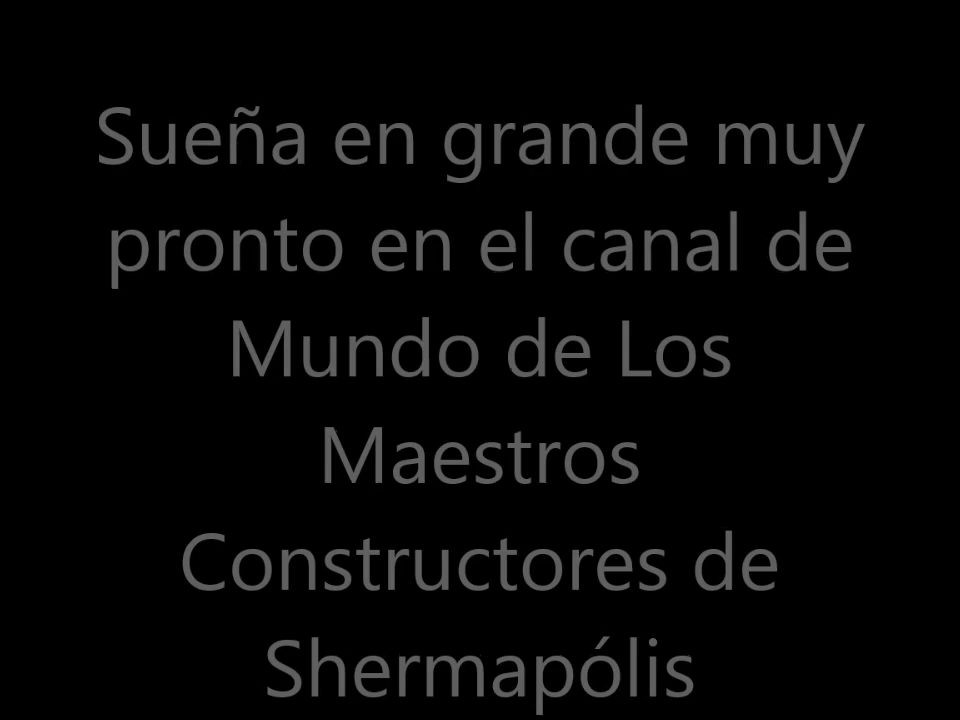 Sueña en grande muy
pronto en el canal de
Mundo de Los
Maestros
Constructores de
Shermapólis